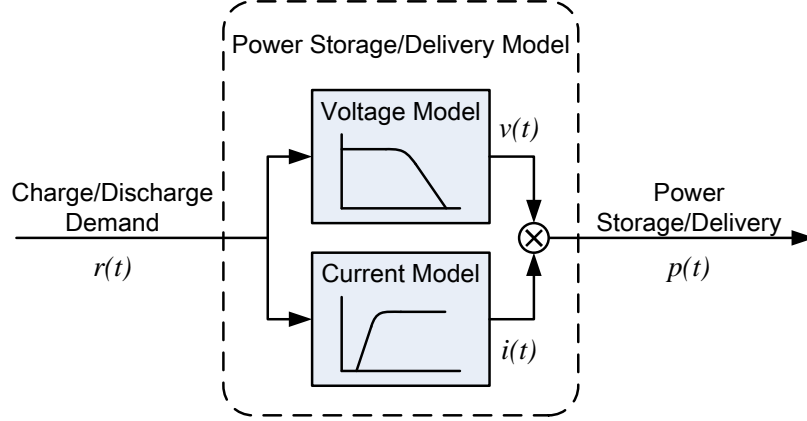 Power Storage/Delivery Model
Voltage Model
v(t)
Charge/Discharge
Demand
r(t)
Power
Storage/Delivery
p(t)
Current Model
i(t)